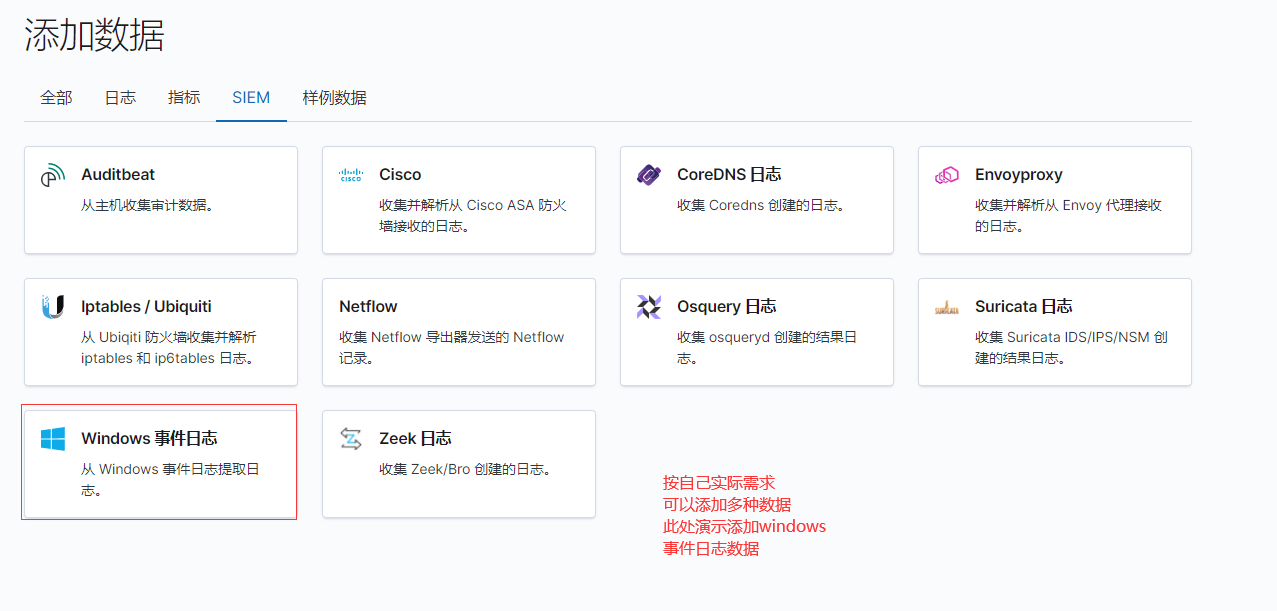 添加数据
全部 日志 指标 SIEM 样例数据
Auditbeat
从主机收集审计数据。
Cisco
收集并解析从 Cisco ASA 防火
墙接收的日志。
CoreDNS 日志
收集 Coredns 创建的日志。
Envoyproxy
收集并解析从 Envoy 代理接收
的日志。
Iptables / Ubiquiti
从 Ubiqiti 防火墙收集并解析
iptables 和 ip6tables 日志。
Netflow
收集 Netflow 导出器发送的 Netflow
记录。
Osquery 日志
收集 osqueryd 创建的结果日
志。
Suricata 日志
收集 Suricata IDS/IPS/NSM 创
建的结果日志。
Windows 事件日志
从 Windows 事件日志提取日
志。
Zeek 日志
收集 Zeek/Bro 创建的日志。
按自己实际需求
可以添加多种数据
此处演示添加windows
事件日志数据